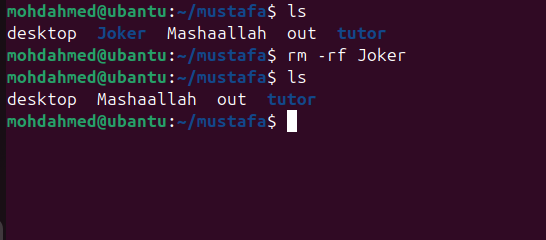 mohdahmed@ubantu:~/mustafa$ ls
desktop  Joker  Mashaallah  out  tutor
mohdahmed@ubantu:~/mustafa$ rm -rf Joker
mohdahmed@ubantu:~/mustafa$ ls
desktop  Mashaallah  out  tutor
mohdahmed@ubantu:~/mustafa$